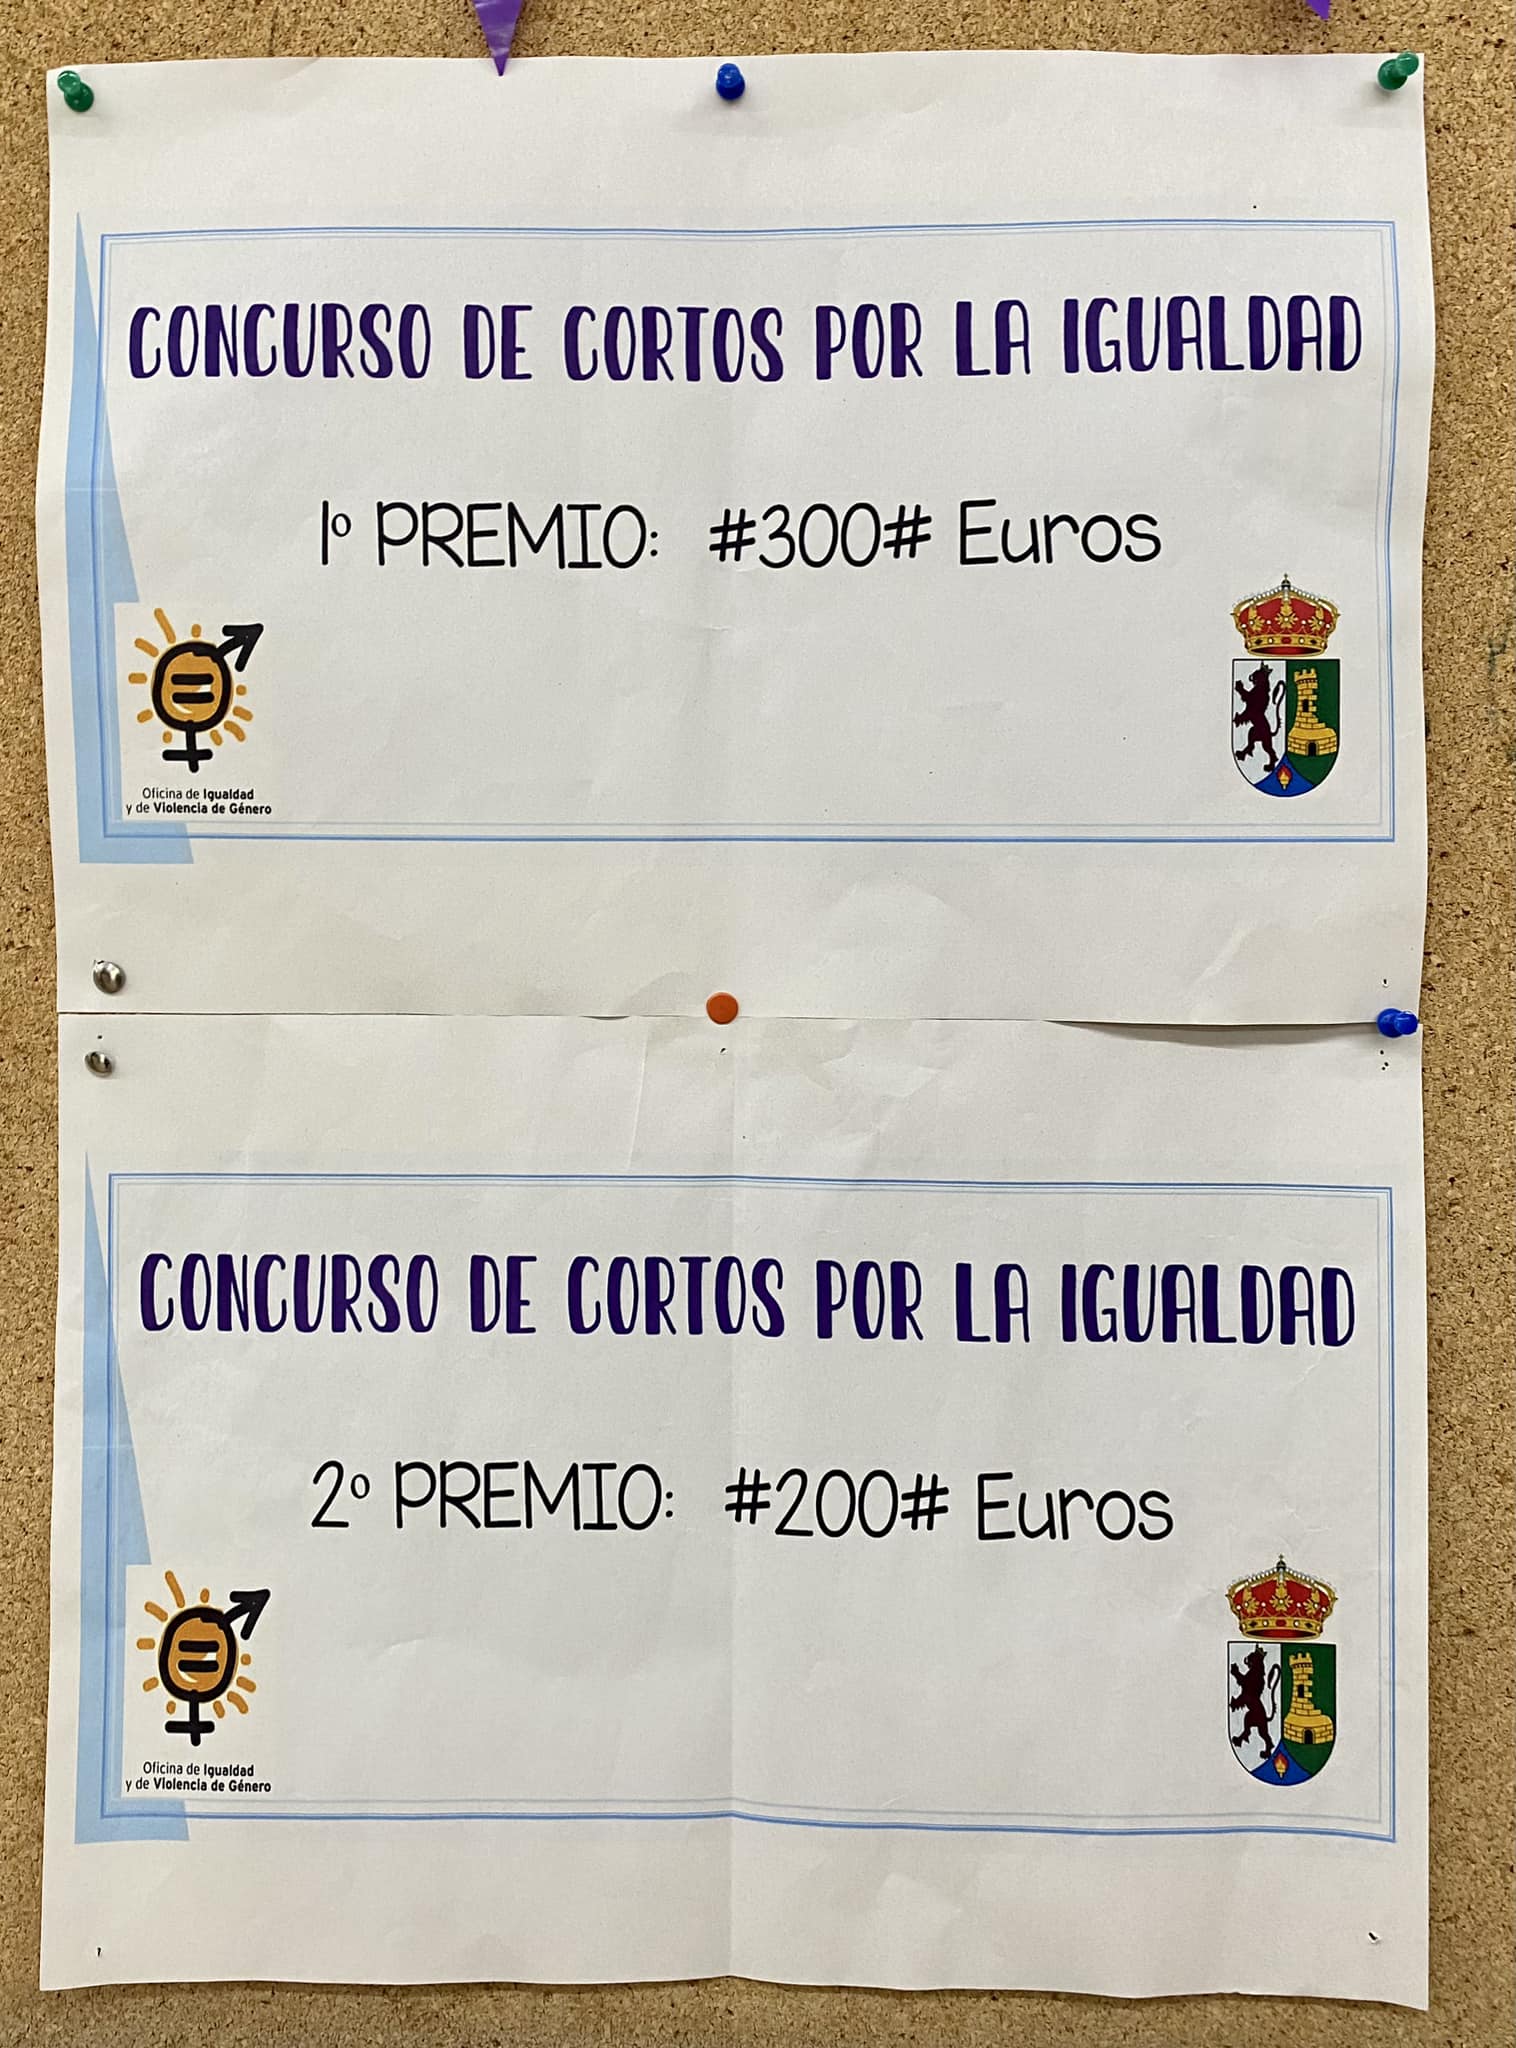 CONCURSO DE CORTOS POR LA IGUALDAD
1º PREMIO: #300# Euros
Oficina de Igualdad
y de Violencia de Género
CONCURSO DE CORTOS POR LA IGUALDAD
2º PREMIO: #200# Euros
Oficina de Igualdad
y de Violencia de Género